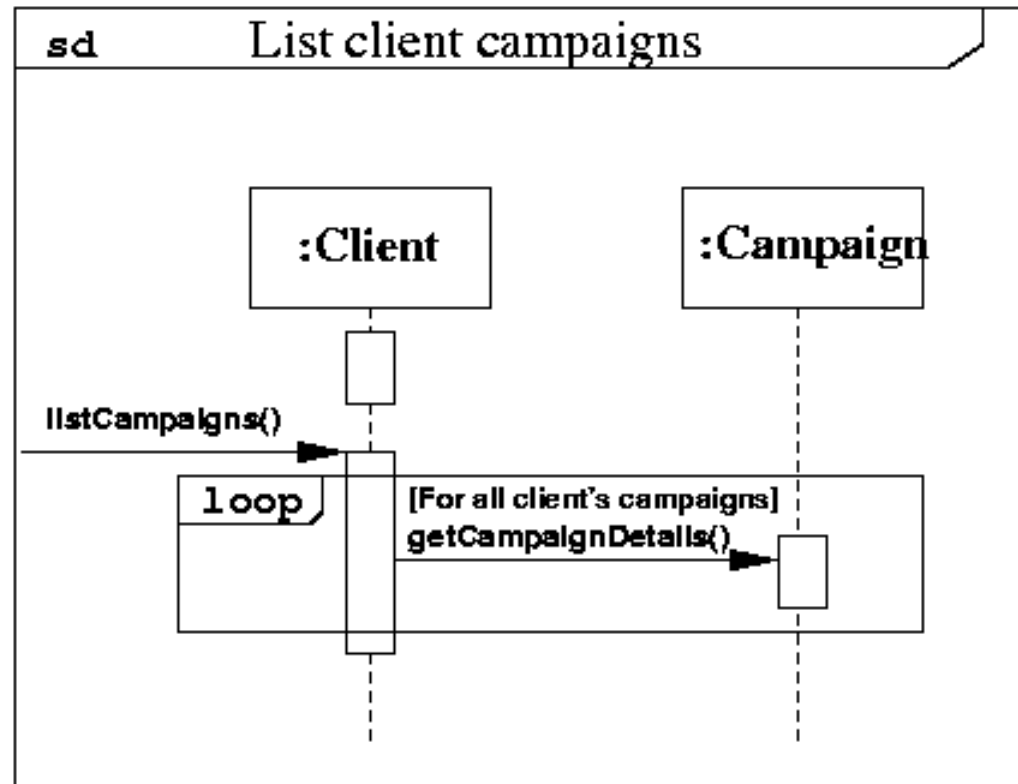 sd List client campaigns
:Client :Campaign
listCampaigns()
loop [For all client's campaigns]
getCampaignDetails()